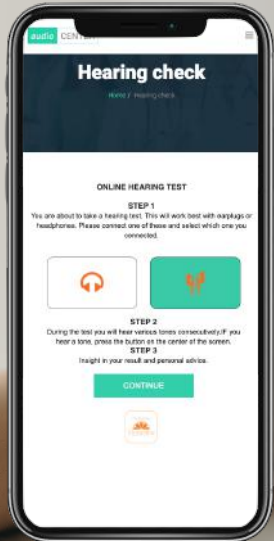 audio CENTER
Hearing check
Home / Hearing check
ONLINE HEARING TEST
STEP 1
You are about to take a hearing test. This will work best with earplugs or
headphones. Please connect one of these and select which one you
connected.
STEP 2
During the test you will hear various tones consecutively.IF you
hear a tone, press the button on the center of the screen.
STEP 3
Insight in your result and personal advice.
CONTINUE